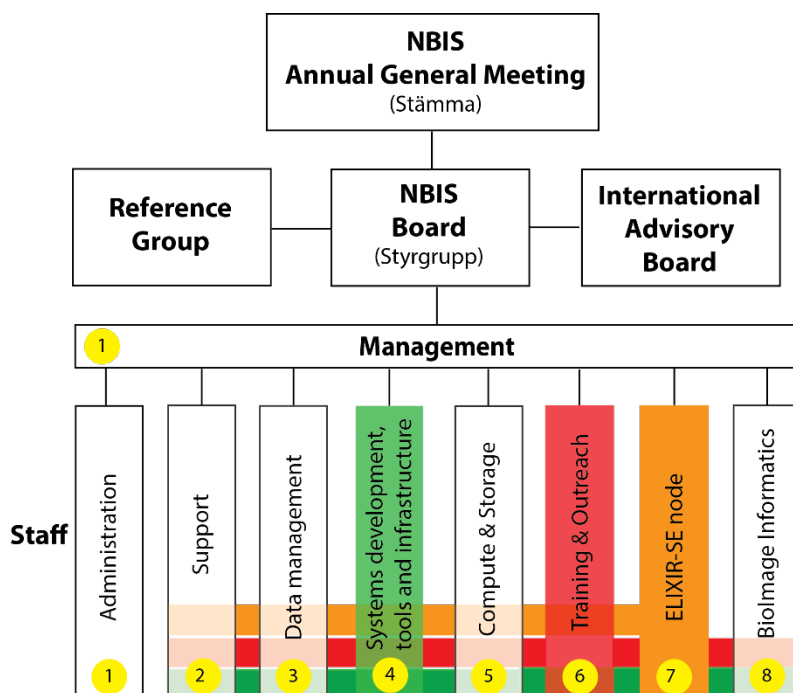 NBIS
Annual General Meeting
(Stämma)
Reference
Group
NBIS
Board
(Styrgrupp)
International
Advisory
Board
1
Management
Staff
Administration
Support
Data management
Systems development,
tools and infrastructure
Compute & Storage
Training & Outreach
ELIXIR-SE node
BioImage Informatics
1
2
3
4
5
6
7
8